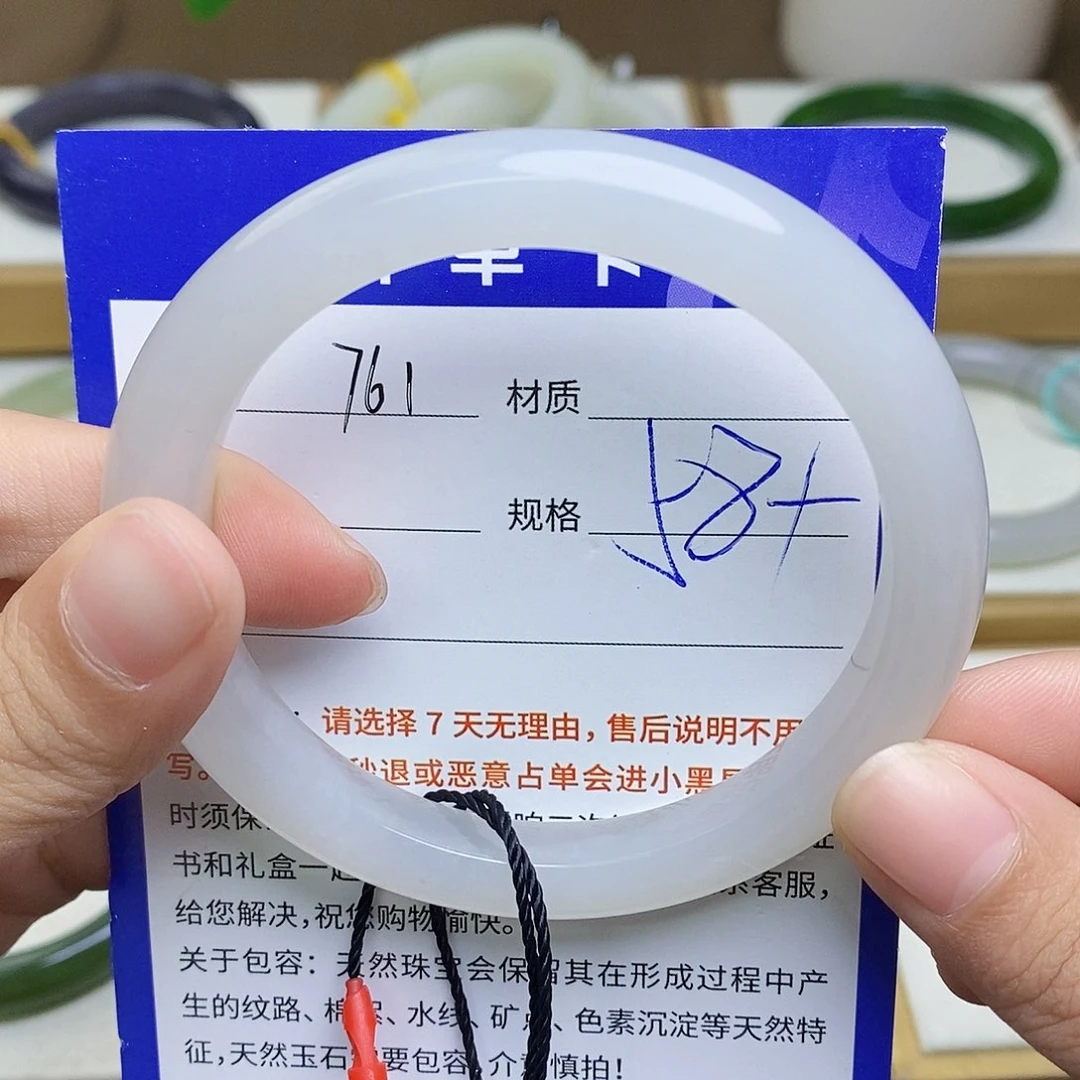 单卡
761 材质
规格 58+
请选择7天无理由,售后说明不用
写。 秒退或恶意占单会进小黑
时须保
书和礼盒一起 客服,
给您解决,祝您购物愉快。
关于包容:天然珠宝会保留其在形成过程中产
生的纹路、棉絮、水线、矿点、色素沉淀等天然特
征,天然玉石 要包容,介意慎拍!